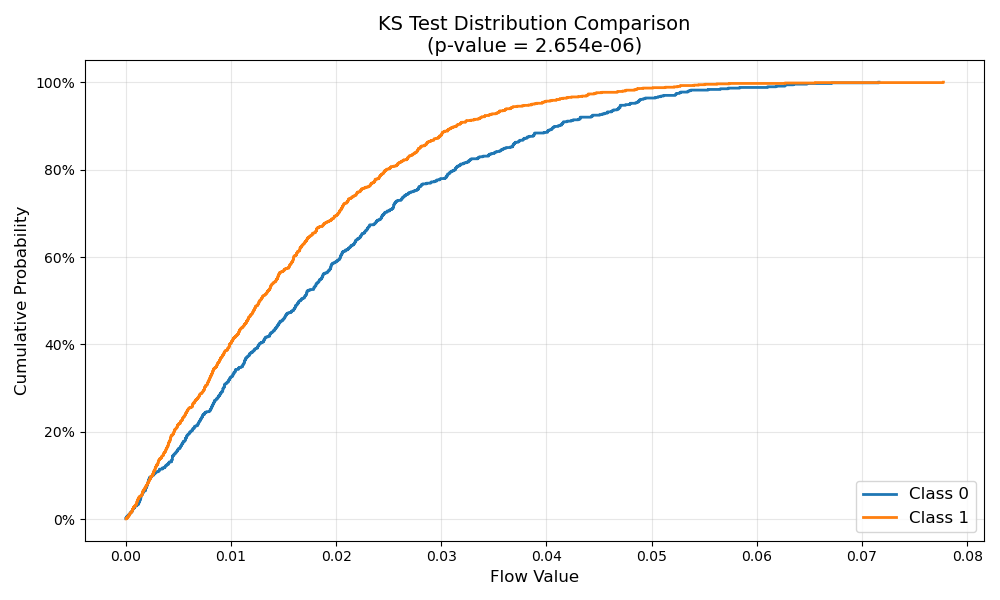 KS Test Distribution Comparison
(p-value = 2.654e-06)
Cumulative Probability
100%
80%
60%
40%
20%
0%
Class 0
Class 1
0.00 0.01 0.02 0.03 0.04 0.05 0.06 0.07 0.08
Flow Value